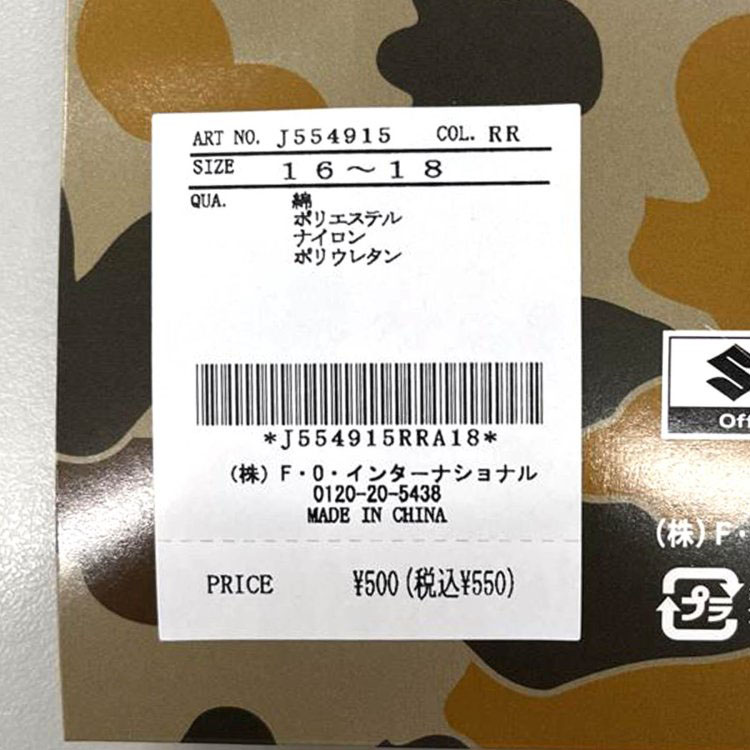 ART NO. J554915 COL. RR
SIZE 16～18
QUA. 綿
ポリエステル
ナイロン
ポリウレタン
*J554915RRA18*
(株) F・O・インターナショナル
0120-20-5438
MADE IN CHINA
PRICE ¥500(税込¥550)
Off
(株) F・
プラ